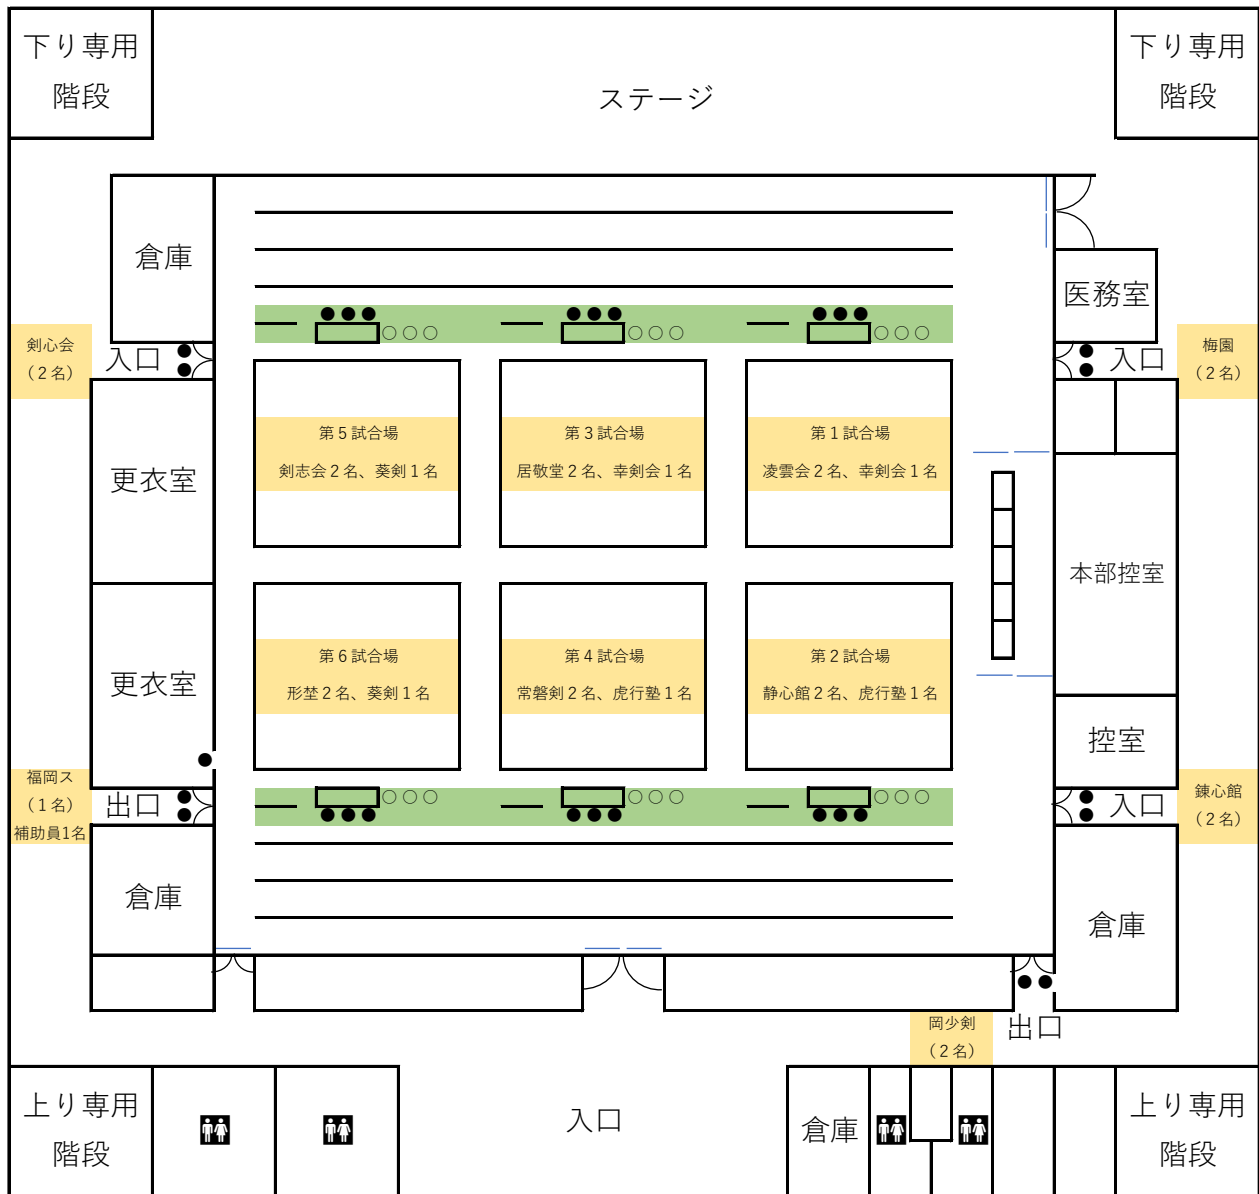 下り専用
階段
ステージ
下り専用
階段
倉庫
医務室
剣心会
（２名）
入口
入口
梅園
（２名）
第５試合場
剣志会２名、葵剣１名
第３試合場
居敬堂２名、幸剣会１名
第１試合場
凌雲会２名、幸剣会１名
更衣室
本部控室
第６試合場
形埜２名、葵剣１名
第４試合場
常磐剣２名、虎行塾１名
第２試合場
静心館２名、虎行塾１名
更衣室
控室
福岡ス
（１名）
補助員1名
出口
入口
錬心館
（２名）
倉庫
倉庫
岡少剣
（２名）
出口
上り専用
階段
入口
倉庫
上り専用
階段